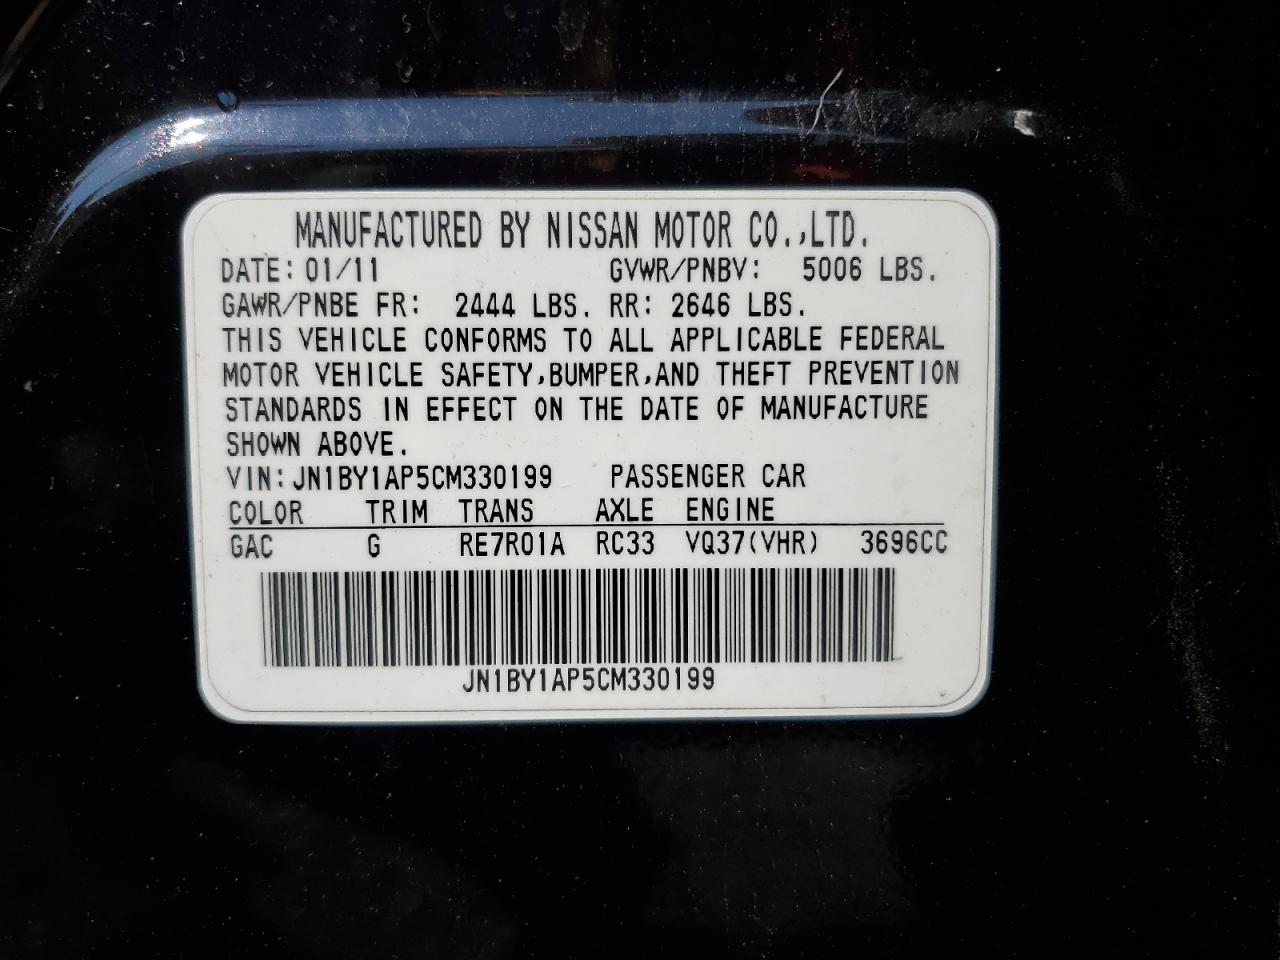 MANUFACTURED BY NISSAN MOTOR CO.,LTD.
DATE: 01/11 GVWR/PNBV: 5006 LBS.
GAWR/PNBE FR: 2444 LBS. RR: 2646 LBS.
THIS VEHICLE CONFORMS TO ALL APPLICABLE FEDERAL
MOTOR VEHICLE SAFETY,BUMPER,AND THEFT PREVENTION
STANDARDS IN EFFECT ON THE DATE OF MANUFACTURE
SHOWN ABOVE.
VIN:JN1BY1AP5CM330199 PASSENGER CAR
COLOR TRIM TRANS AXLE ENGINE
GAC G RE7R01A RC33 VQ37(VHR) 3696CC
JN1BY1AP5CM330199